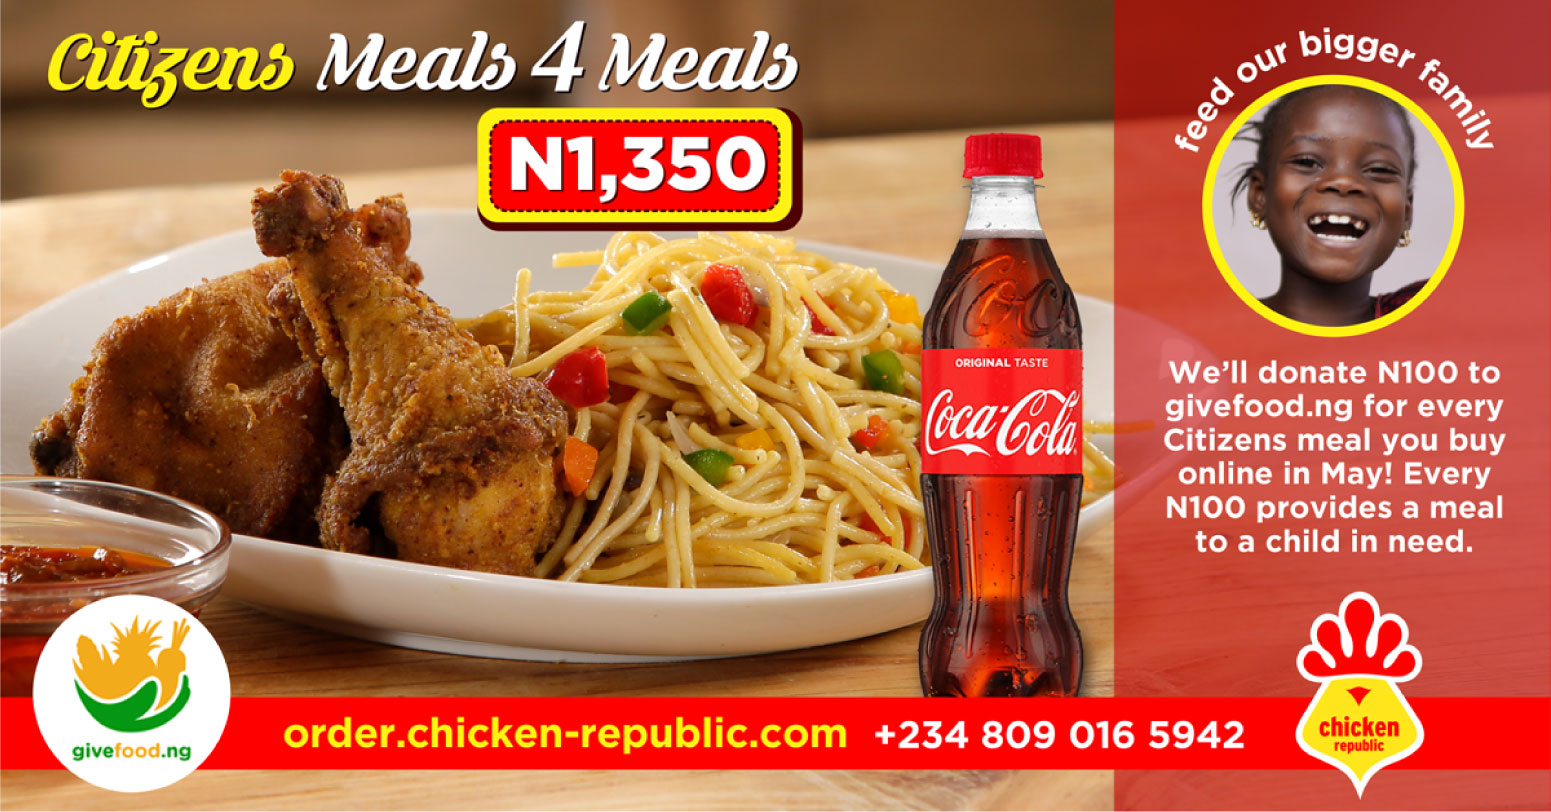 Citizens Meals 4 Meals
N1,350
feed our bigger family
ORIGINAL TASTE
Coca-Cola
We'll donate N100 to
givefood.ng for every
Citizens meal you buy
online in May! Every
N100 provides a meal
to a child in need.
givefood.ng
order.chicken-republic.com +234 809 016 5942
chicken
republic